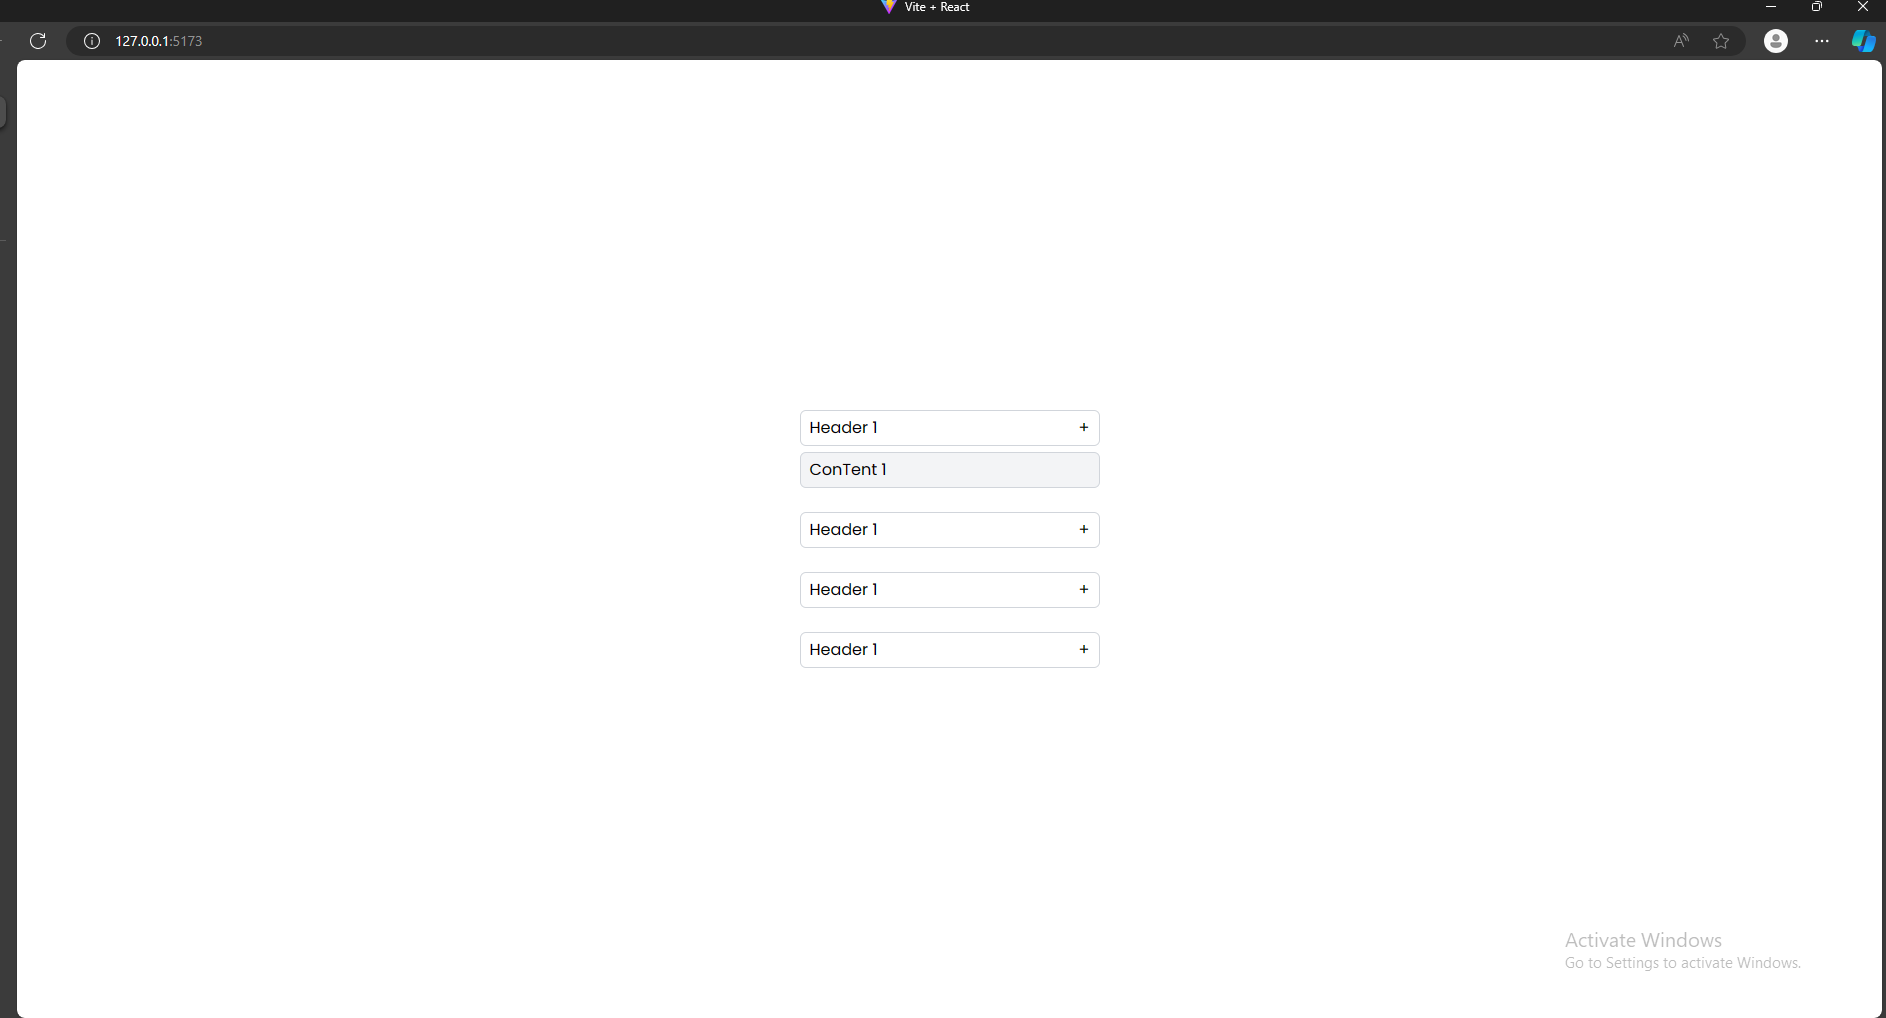 Vite + React
127.0.0.1:5173
Header 1 +
ConTent 1
Header 1 +
Header 1 +
Header 1 +
Activate Windows
Go to Settings to activate Windows.